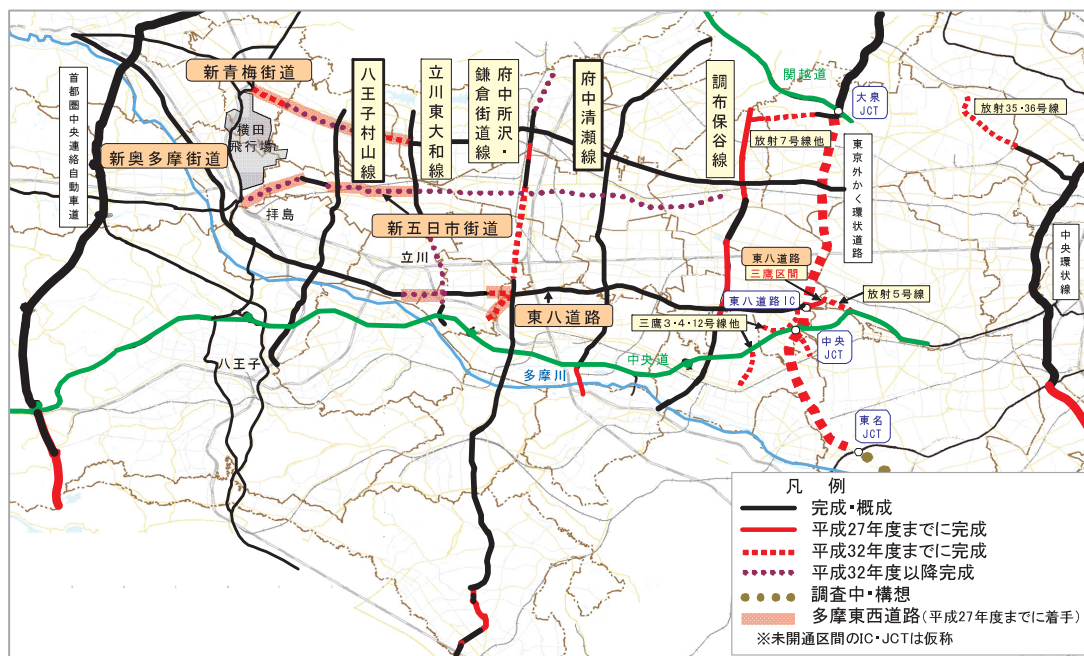 新青梅街道
首都圏中央連絡自動車道
横田
飛行場
新奥多摩街道
拝島
八王子村山線
立川東大和線
鎌倉街道線
府中所沢・
府中清瀬線
調布保谷線
関越道
大泉
JCT
放射7号線他
東京外かく環状道路
放射35・36号線
中央環状線
新五日市街道
立川
東八道路
三鷹区間
東八道路IC
放射5号線
東八道路
三鷹3・4・12号線他
中央
JCT
八王子
中央道
多摩川
東名
JCT
凡 例
完成・概成
平成27年度までに完成
平成32年度までに完成
平成32年度以降完成
調査中・構想
多摩東西道路(平成27年度までに着手)
※未開通区間のIC・JCTは仮称